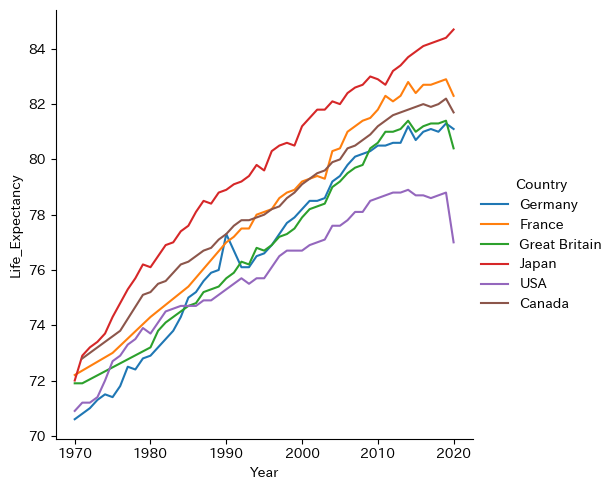 84
82
80
78
76
74
72
70
Life_Expectancy
1970 1980 1990 2000 2010 2020
Year
Country
Germany
France
Great Britain
Japan
USA
Canada